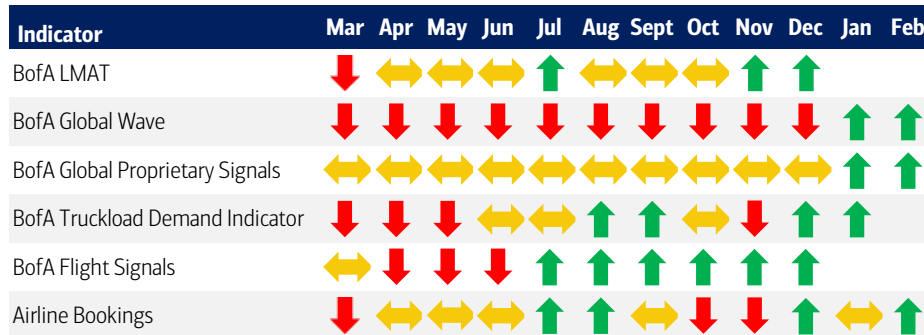 Indicator Mar Apr May Jun Jul Aug Sept Oct Nov Dec Jan Feb
BofA LMAT
BofA Global Wave
BofA Global Proprietary Signals
BofA Truckload Demand Indicator
BofA Flight Signals
Airline Bookings